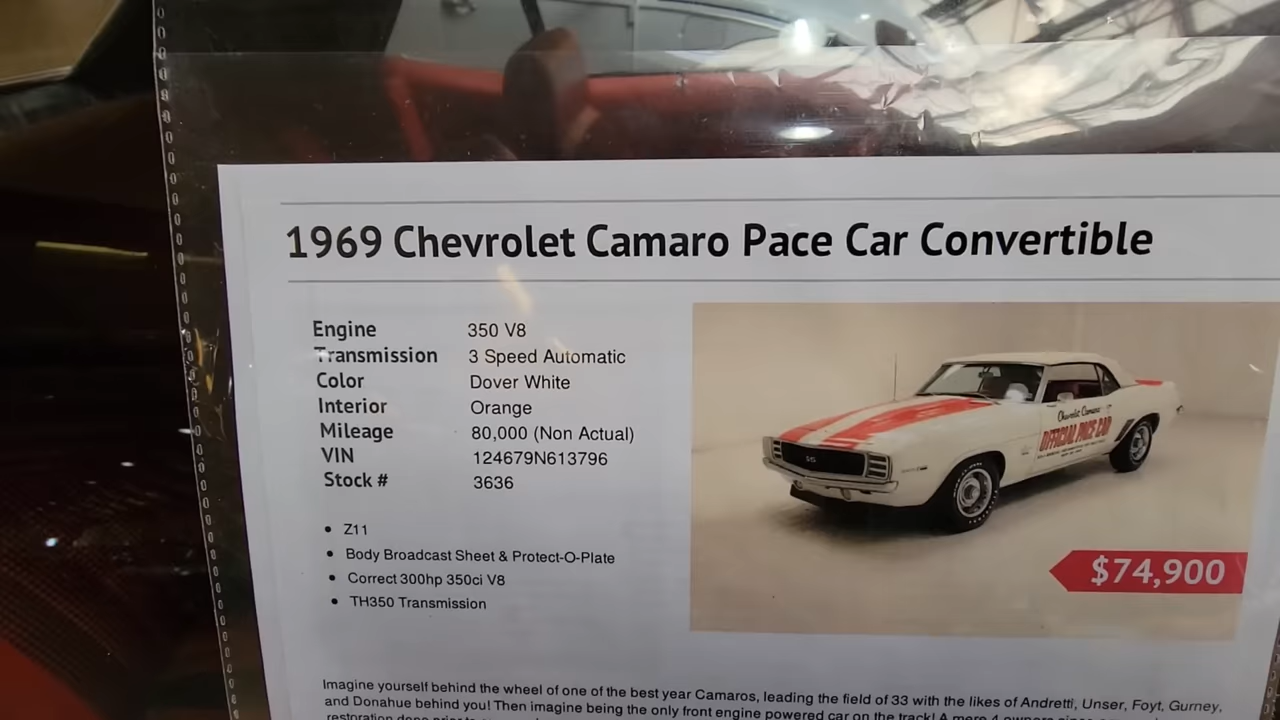 1969 Chevrolet Camaro Pace Car Convertible
Engine 350 V8
Transmission 3 Speed Automatic
Color Dover White
Interior Orange
Mileage 80,000 (Non Actual)
VIN 124679N613796
Stock # 3636
• Z11
• Body Broadcast Sheet & Protect-O-Plate
• Correct 300hp 350ci V8
• TH350 Transmission
Chevrolet Camaro
OFFICIAL PACE CAR
$74,900
Imagine yourself behind the wheel of one of the best year Camaros, leading the field of 33 with the likes of Andretti, Unser, Foyt, Gurney,
and Donahue behind you! Then imagine being the only front engine powered car on the track! A mere 4 owners
restoration done